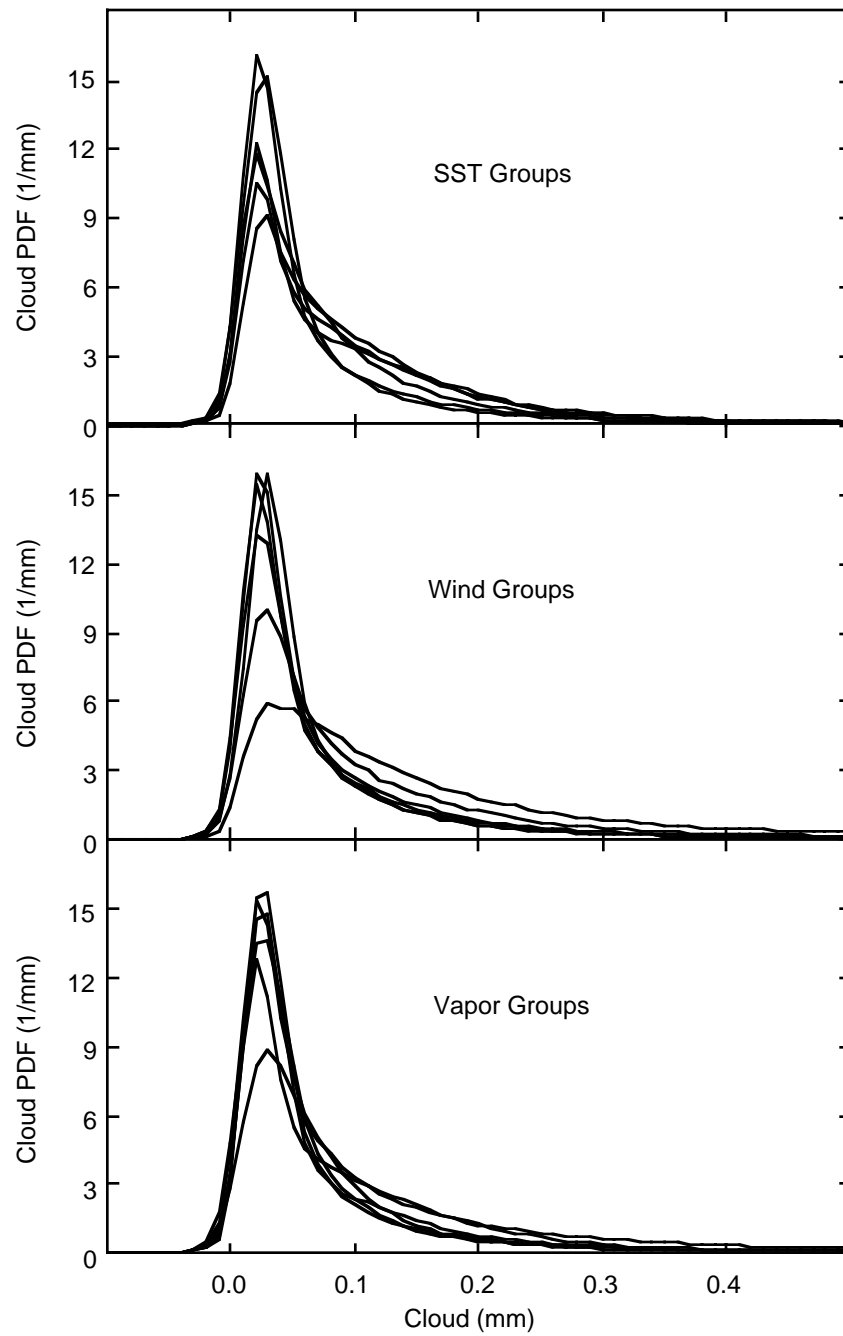 Cloud PDF (1/mm)
15
12
9
6
3
0
SST Groups
Cloud PDF (1/mm)
15
12
9
6
3
0
Wind Groups
Cloud PDF (1/mm)
15
12
9
6
3
0
Vapor Groups
0.0 0.1 0.2 0.3 0.4
Cloud (mm)